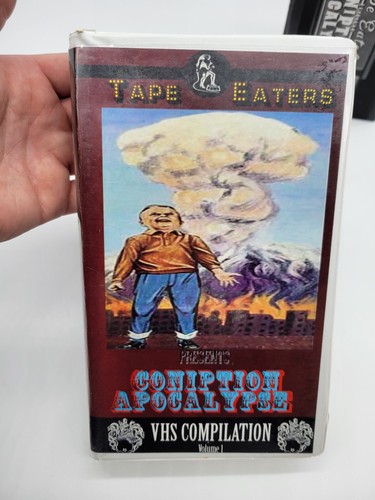 TAPE EATERS
PRESENTS
CONIPTION
APOCALYPSE
VHS COMPILATION
Volume 1